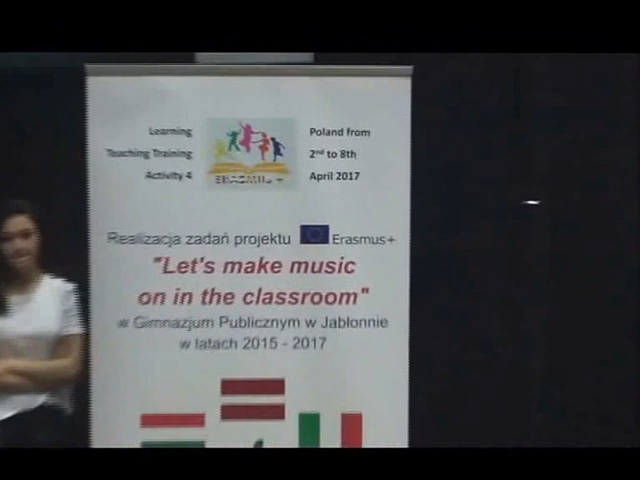 Learning
Teaching Training
Activity 4
ERASMUS +
Poland from
2nd to 8th
April 2017
Realizacja zadań projektu Erasmus+
"Let's make music
on in the classroom"
w Gimnazjum Publicznym w Jabłonnie
w latach 2015 - 2017